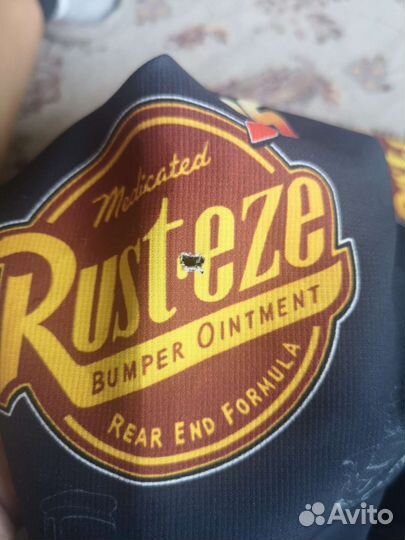 Medicated
Rust-eze
BUMPER OINTMENT
REAR END FORMULA
Avito